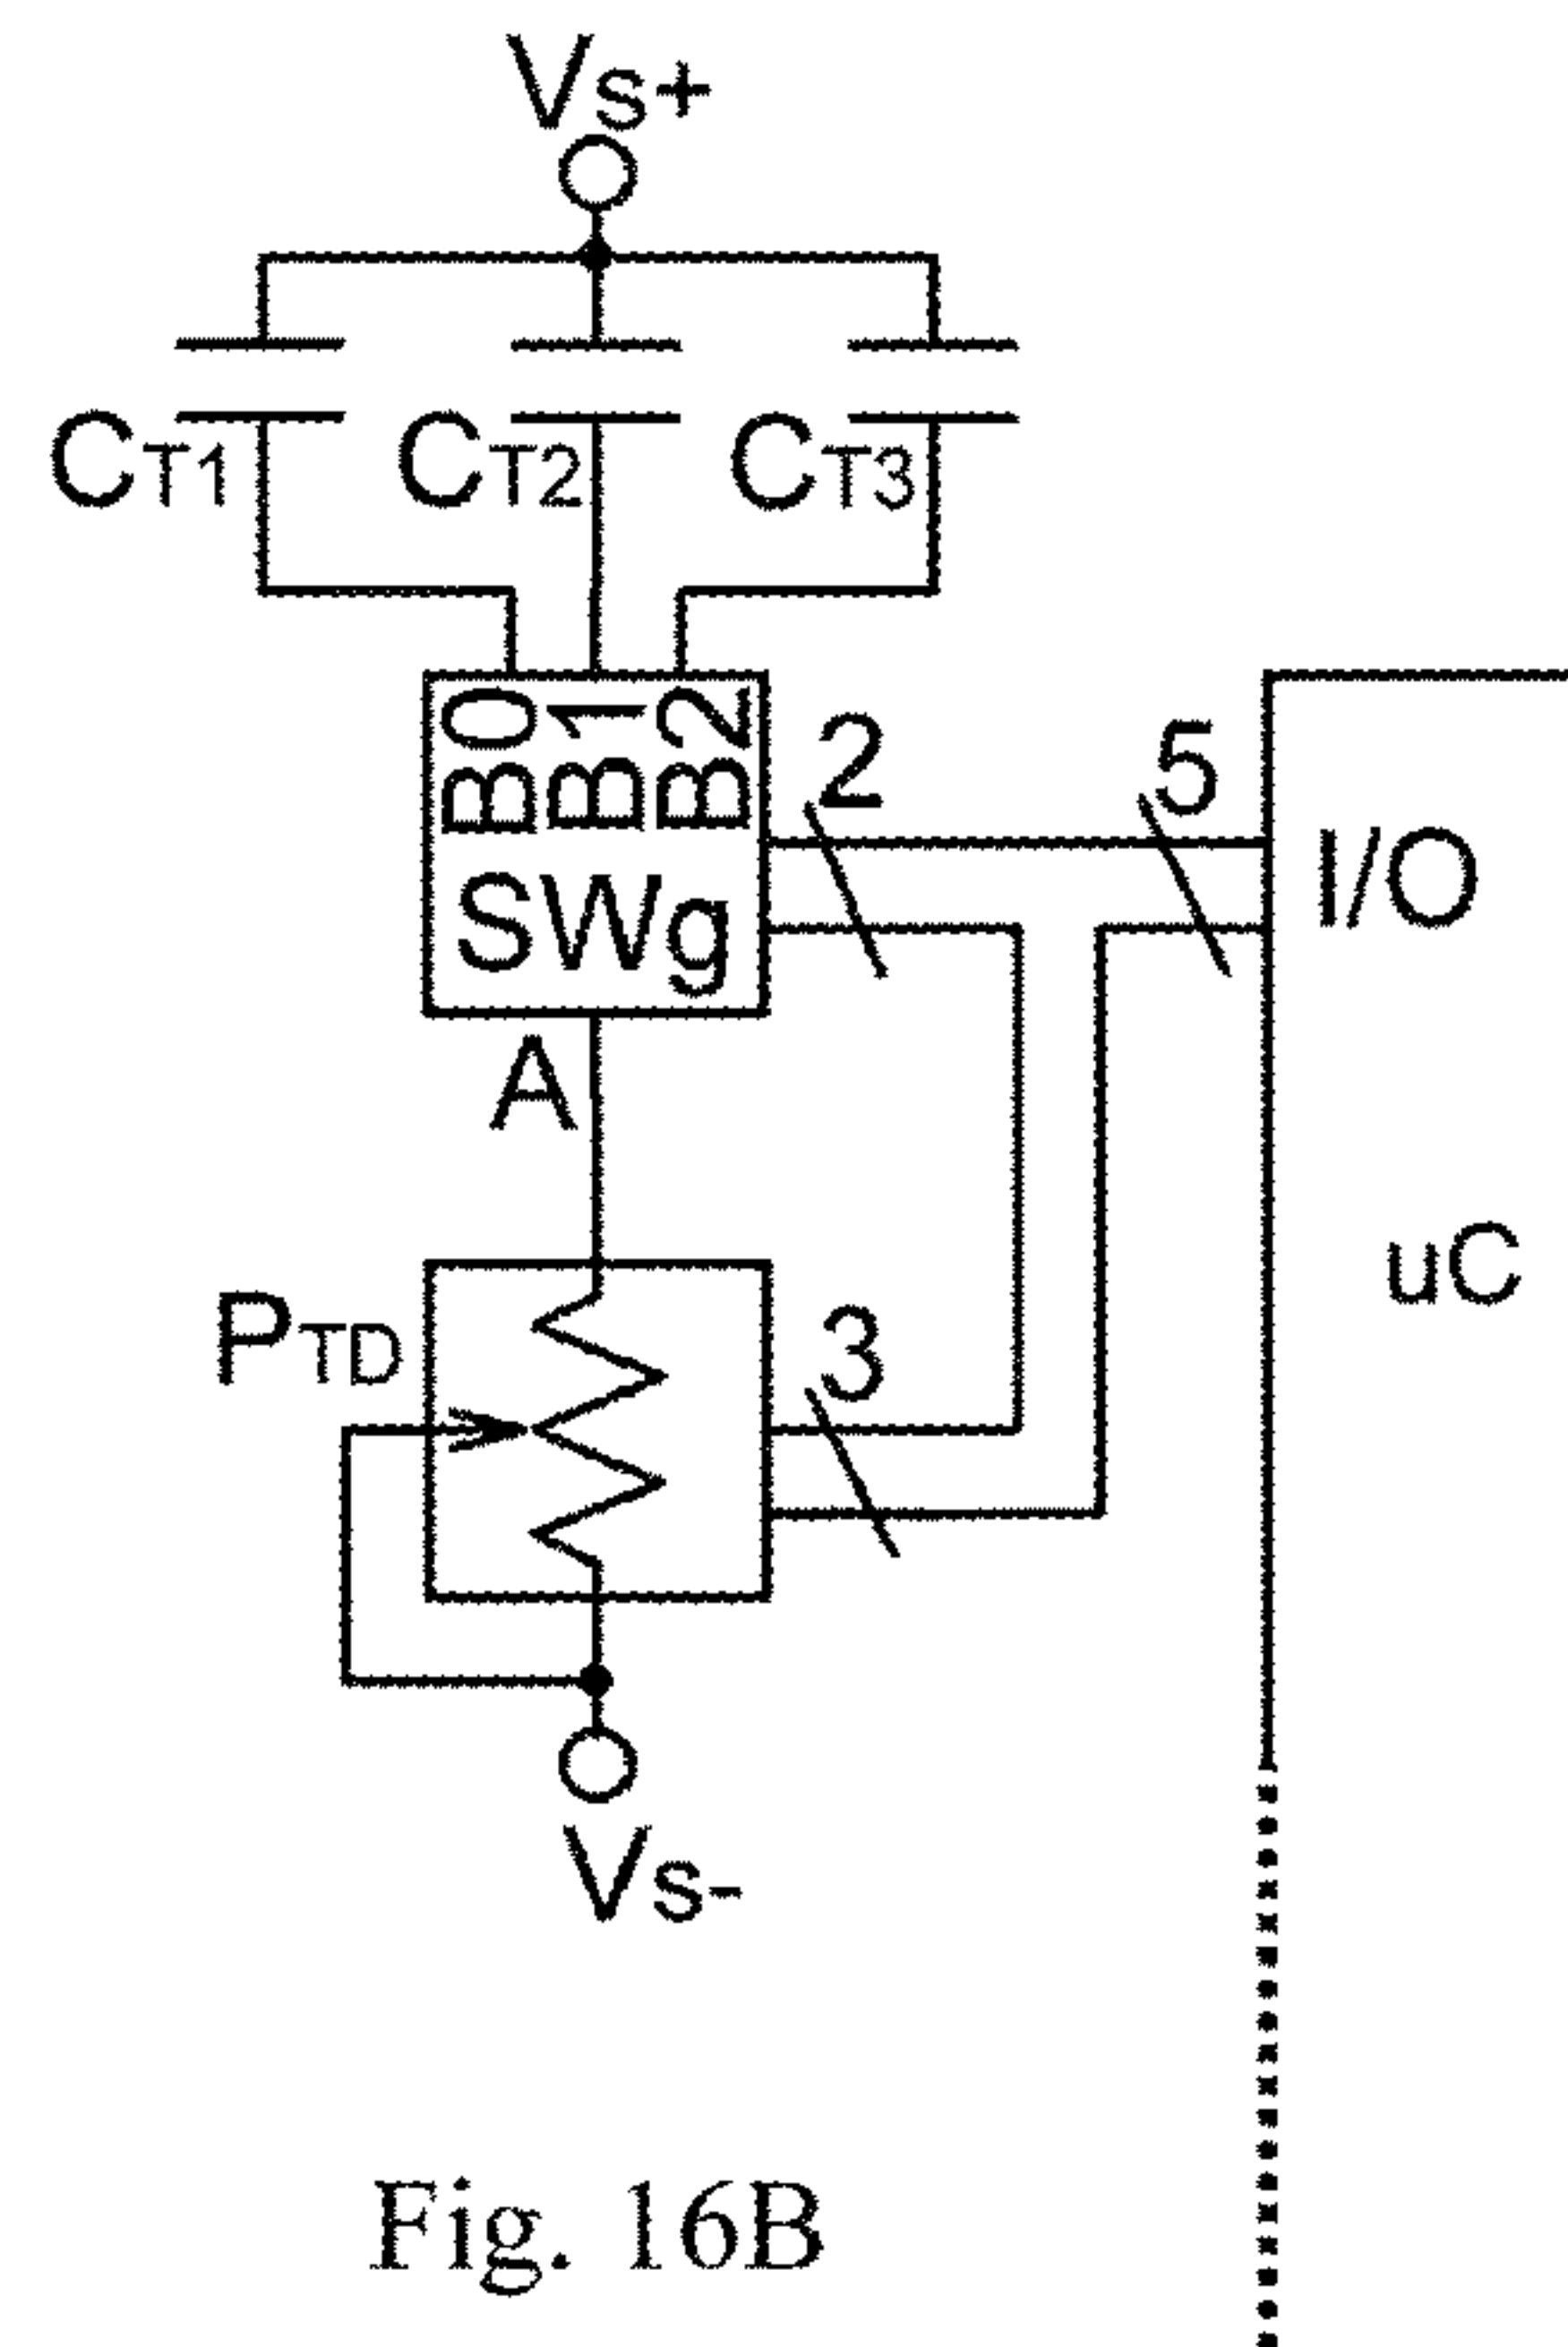 Vs+
CT1 CT2 CT3
B0 B1 B2
2 5
SWg I/O
A
uC
PTD 3
Vs-
Fig. 16B